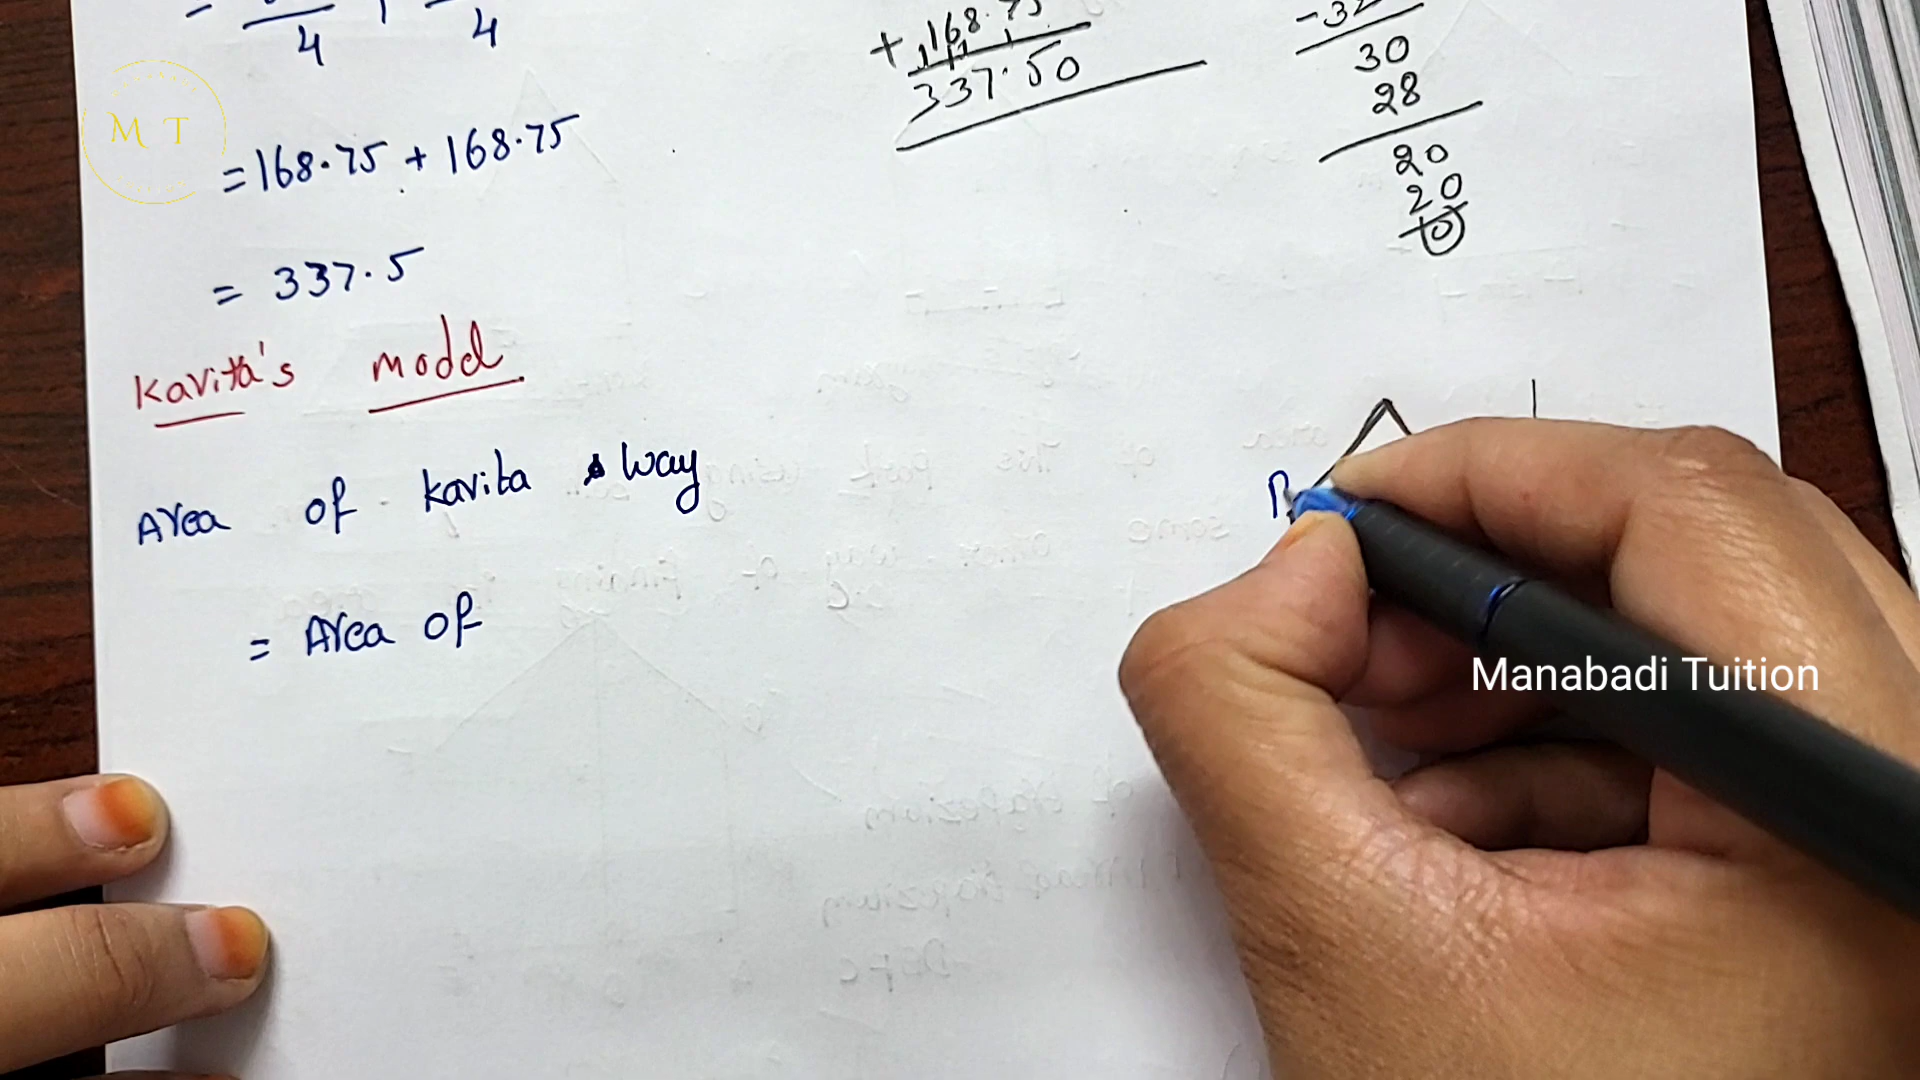 4 4
= 168.75 + 168.75
= 337.5
+ 168.75
337.50
30
28
20
20
0
M T
Kavita's model
Area of kavita way
= Area of
Manabadi Tuition